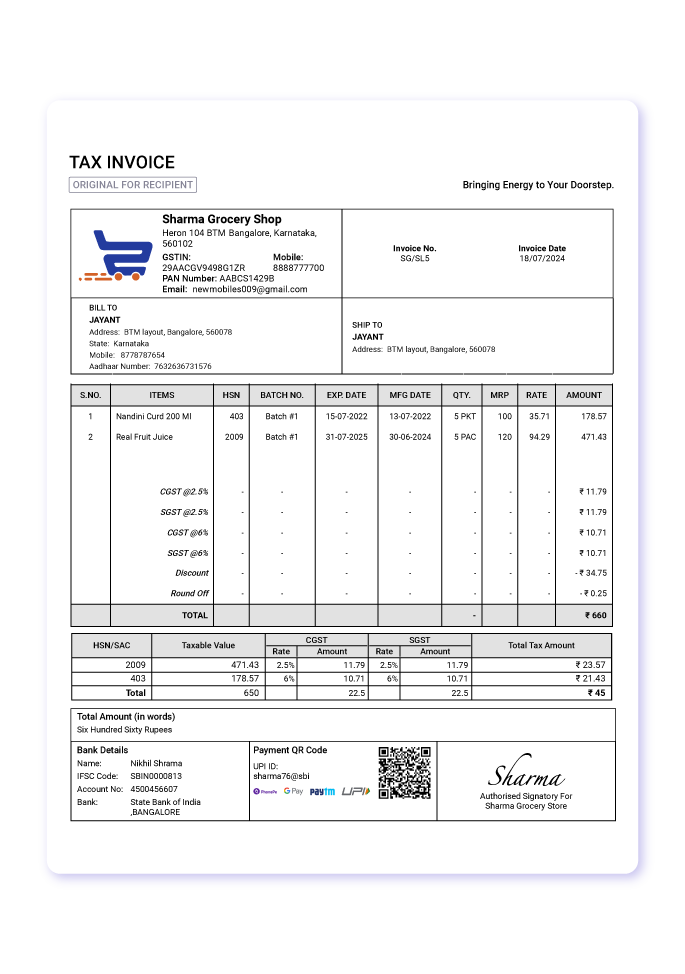 TAX INVOICE
ORIGINAL FOR RECIPIENT
Bringing Energy to Your Doorstep.
Sharma Grocery Shop
Heron 104 BTM Bangalore, Karnataka,
560102
GSTIN: Mobile:
29AACGV9498G1ZR 8888777700
PAN Number: AABCS1429B
Email: newmobiles009@gmail.com
Invoice No. Invoice Date
SG/SL5 18/07/2024
BILL TO
JAYANT
Address: BTM layout, Bangalore, 560078
State: Karnataka
Mobile: 8778787654
Aadhaar Number: 7632636731576
SHIP TO
JAYANT
Address: BTM layout, Bangalore, 560078
S.NO. ITEMS HSN BATCH NO. EXP. DATE MFG DATE QTY. MRP RATE AMOUNT
1 Nandini Curd 200 Ml 403 Batch #1 15-07-2022 13-07-2022 5 PKT 100 35.71 178.57
2 Real Fruit Juice 2009 Batch #1 31-07-2025 30-06-2024 5 PAC 120 94.29 471.43
CGST @2.5% - - - - - - - ₹ 11.79
SGST @2.5% - - - - - - - ₹ 11.79
CGST @6% - - - - - - - ₹ 10.71
SGST @6% - - - - - - - ₹ 10.71
Discount - - - - - - - - ₹ 34.75
Round Off - - - - - - - - ₹ 0.25
TOTAL - ₹ 660
HSN/SAC Taxable Value CGST SGST Total Tax Amount
Rate Amount Rate Amount
2009 471.43 2.5% 11.79 2.5% 11.79 ₹ 23.57
403 178.57 6% 10.71 6% 10.71 ₹ 21.43
Total 650 22.5 22.5 ₹ 45
Total Amount (in words)
Six Hundred Sixty Rupees
Bank Details
Name: Nikhil Shrama
IFSC Code: SBIN0000813
Account No: 4500456607
Bank: State Bank of India
,BANGALORE
Payment QR Code
UPI ID:
sharma76@sbi
PhonePe G Pay paytm UPI
Sharma
Authorised Signatory For
Sharma Grocery Store